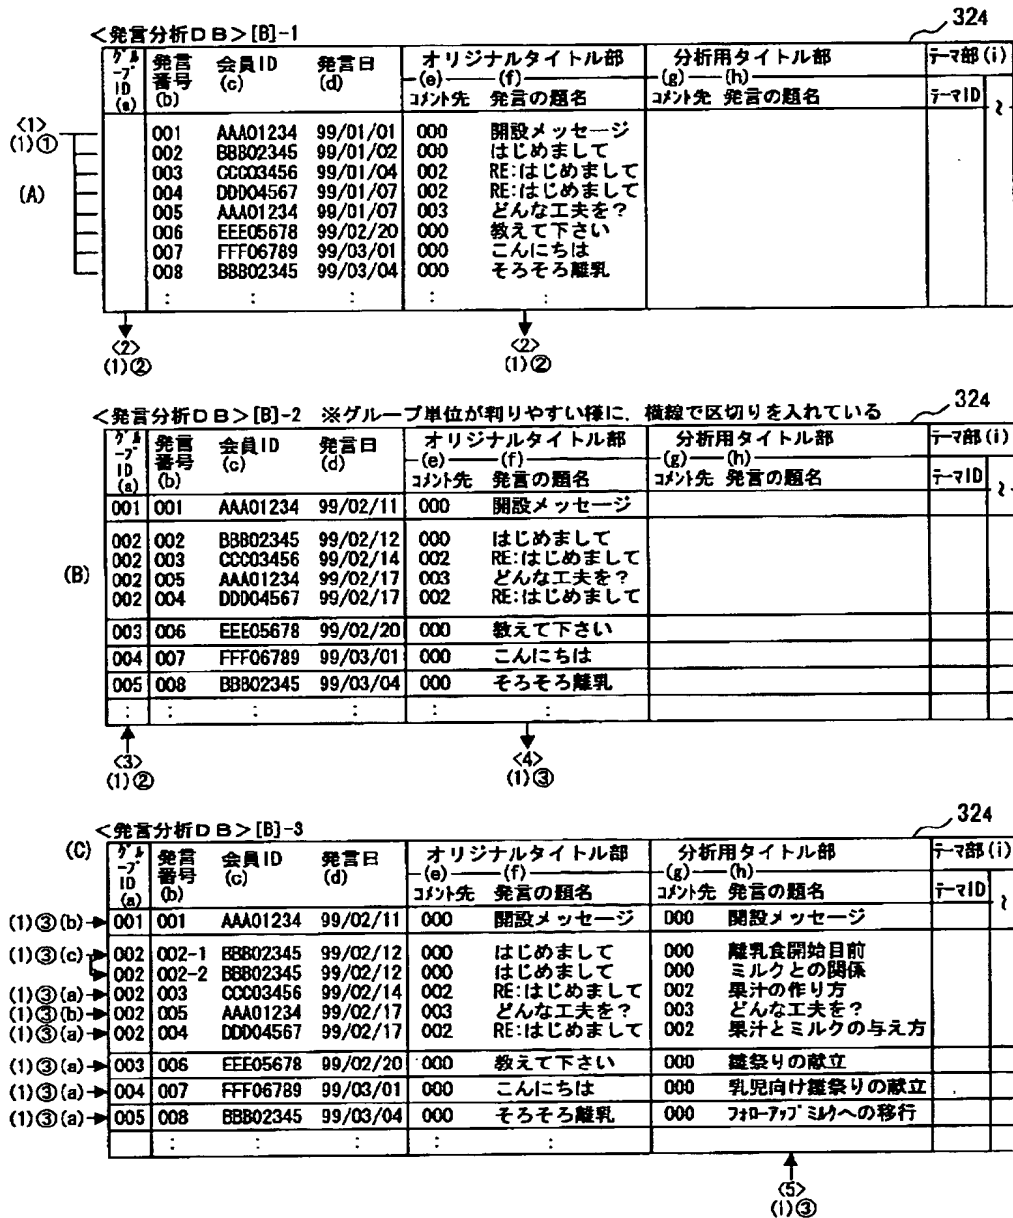 324
<発言分析DB>[B]-1
グループID(a) 発言番号(b) 会員ID(c) 発言日(d) オリジナルタイトル部 分析用タイトル部 テーマ部(i)
(e) (f) (g) (h)
コメント先 発言の題名 コメント先 発言の題名 テーマID ~
<1>
(1)①
(A)
001 AAA01234 99/01/01 000 開設メッセージ
002 BBB02345 99/01/02 000 はじめまして
003 CCC03456 99/01/04 002 RE:はじめまして
004 DDD04567 99/01/07 002 RE:はじめまして
005 AAA01234 99/01/07 003 どんな工夫を?
006 EEE05678 99/02/20 000 教えて下さい
007 FFF06789 99/03/01 000 こんにちは
008 BBB02345 99/03/04 000 そろそろ離乳
: : : : :
<2> <2>
(1)② (1)②
324
<発言分析DB>[B]-2 ※グループ単位が判りやすい様に、横線で区切りを入れている
グループID(a) 発言番号(b) 会員ID(c) 発言日(d) オリジナルタイトル部 分析用タイトル部 テーマ部(i)
(e) (f) (g) (h)
コメント先 発言の題名 コメント先 発言の題名 テーマID ~
(B)
001 001 AAA01234 99/02/11 000 開設メッセージ
002 002 BBB02345 99/02/12 000 はじめまして
002 003 CCC03456 99/02/14 002 RE:はじめまして
002 005 AAA01234 99/02/17 003 どんな工夫を?
002 004 DDD04567 99/02/17 002 RE:はじめまして
003 006 EEE05678 99/02/20 000 教えて下さい
004 007 FFF06789 99/03/01 000 こんにちは
005 008 BBB02345 99/03/04 000 そろそろ離乳
: : : : : :
<3> <4>
(1)② (1)③
324
<発言分析DB>[B]-3
(C)
グループID(a) 発言番号(b) 会員ID(c) 発言日(d) オリジナルタイトル部 分析用タイトル部 テーマ部(i)
(e) (f) (g) (h)
コメント先 発言の題名 コメント先 発言の題名 テーマID ~
(1)③(b) 001 001 AAA01234 99/02/11 000 開設メッセージ 000 開設メッセージ
(1)③(c) 002 002-1 BBB02345 99/02/12 000 はじめまして 000 離乳食開始目前
002 002-2 BBB02345 99/02/12 000 はじめまして 000 ミルクとの関係
(1)③(a) 002 003 CCC03456 99/02/14 002 RE:はじめまして 002 果汁の作り方
(1)③(b) 002 005 AAA01234 99/02/17 003 どんな工夫を? 003 どんな工夫を?
(1)③(a) 002 004 DDD04567 99/02/17 002 RE:はじめまして 002 果汁とミルクの与え方
(1)③(a) 003 006 EEE05678 99/02/20 000 教えて下さい 000 雛祭りの献立
(1)③(a) 004 007 FFF06789 99/03/01 000 こんにちは 000 乳児向け雛祭りの献立
(1)③(a) 005 008 BBB02345 99/03/04 000 そろそろ離乳 000 フォローアップミルクへの移行
: : : : :
<5>
(1)③